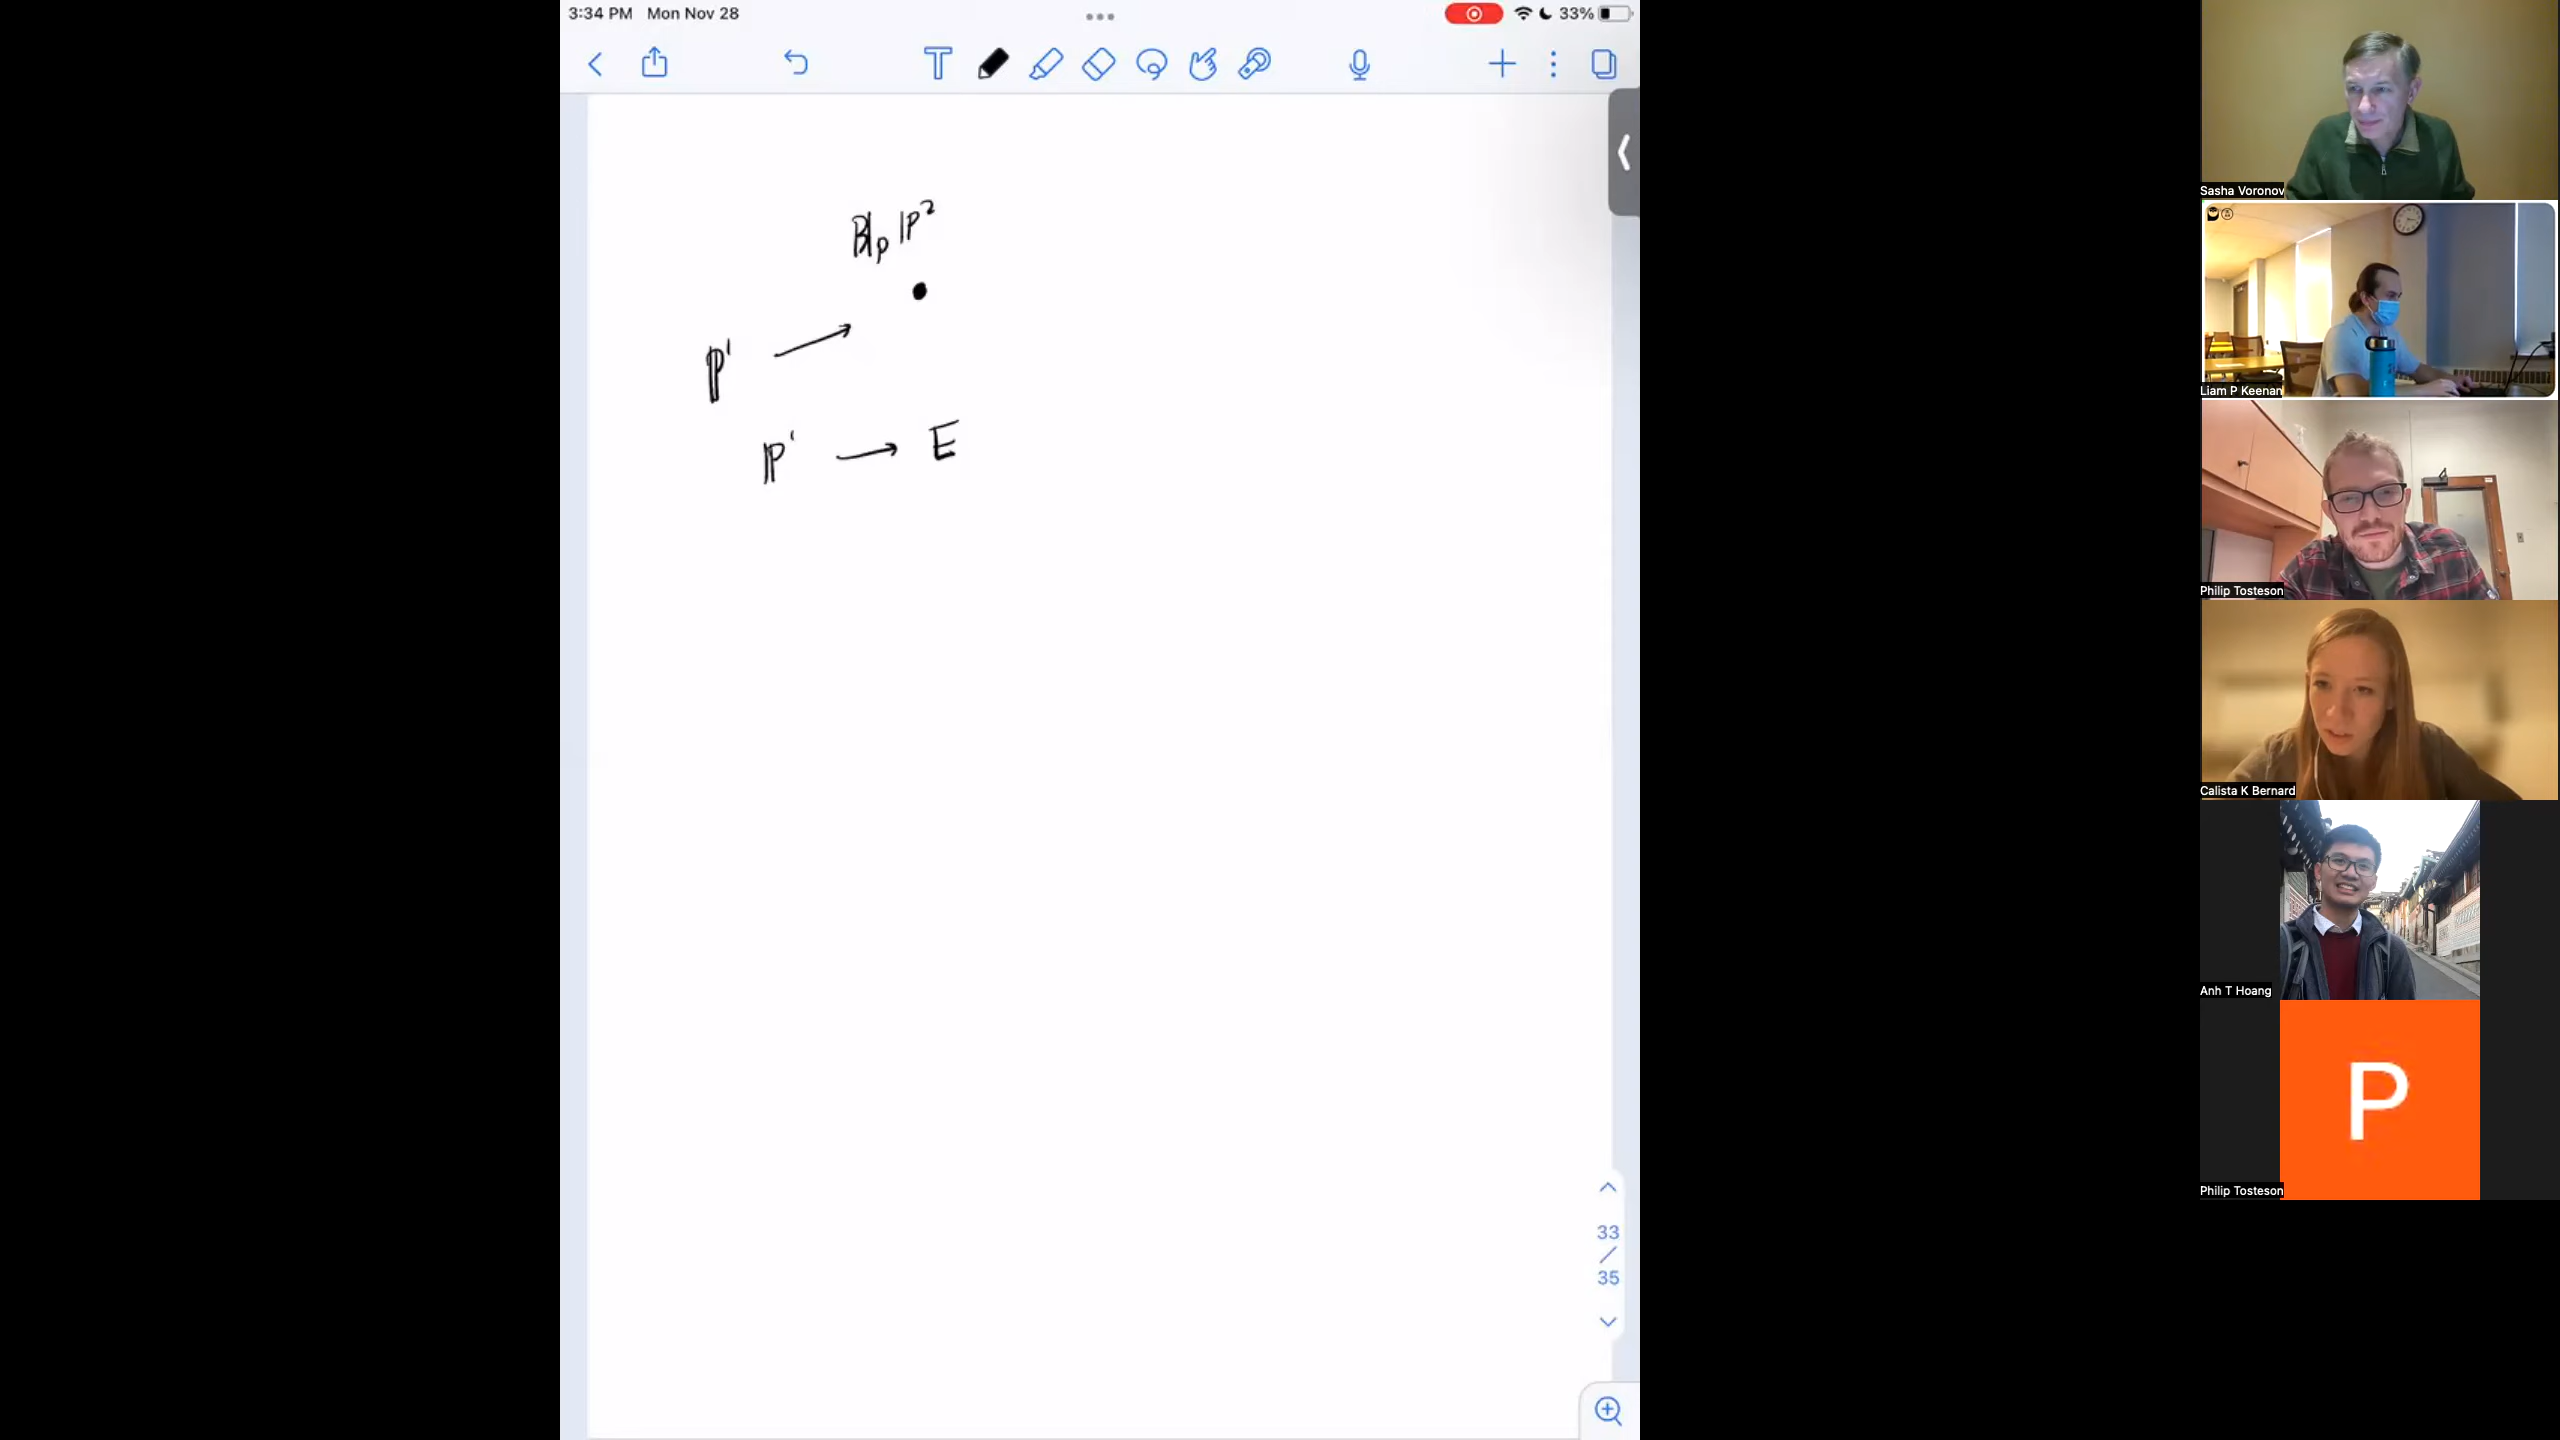 3:34 PM Mon Nov 28
33%
Bl_p ℙ²
ℙ¹ →
ℙ¹ → E
33
/
35
Sasha Voronov
Liam P Keenan
Philip Tosteson
Calista K Bernard
Anh T Hoang
P
Philip Tosteson